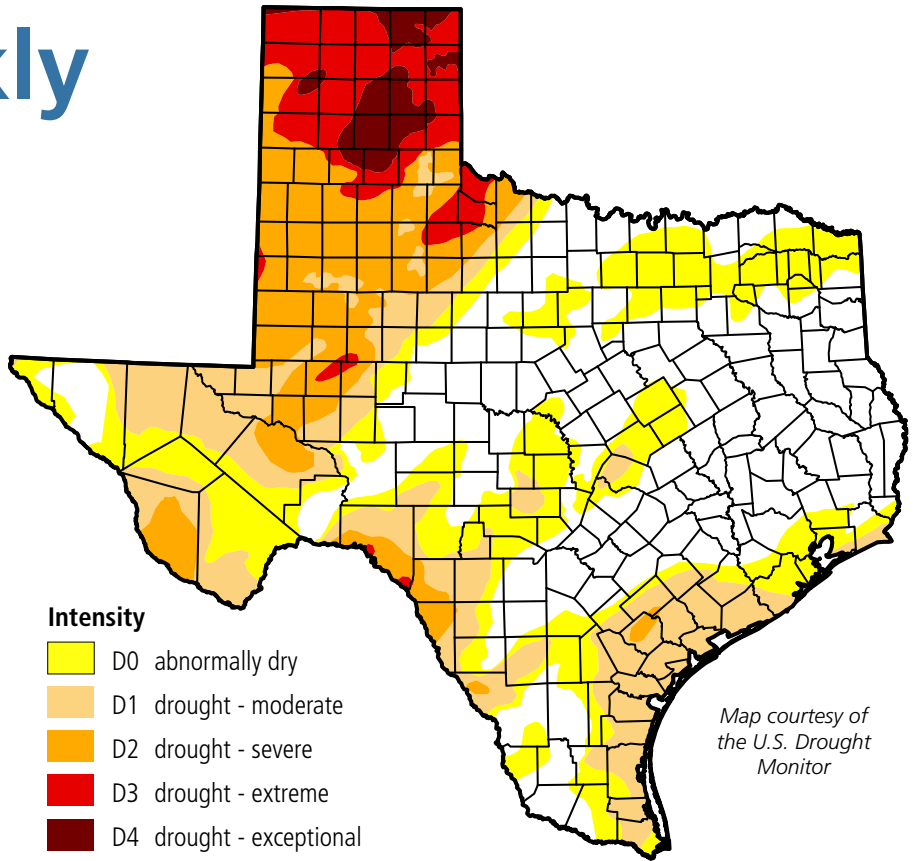 kly
Intensity
D0 abnormally dry
D1 drought - moderate
D2 drought - severe
D3 drought - extreme
D4 drought - exceptional
Map courtesy of
the U.S. Drought
Monitor